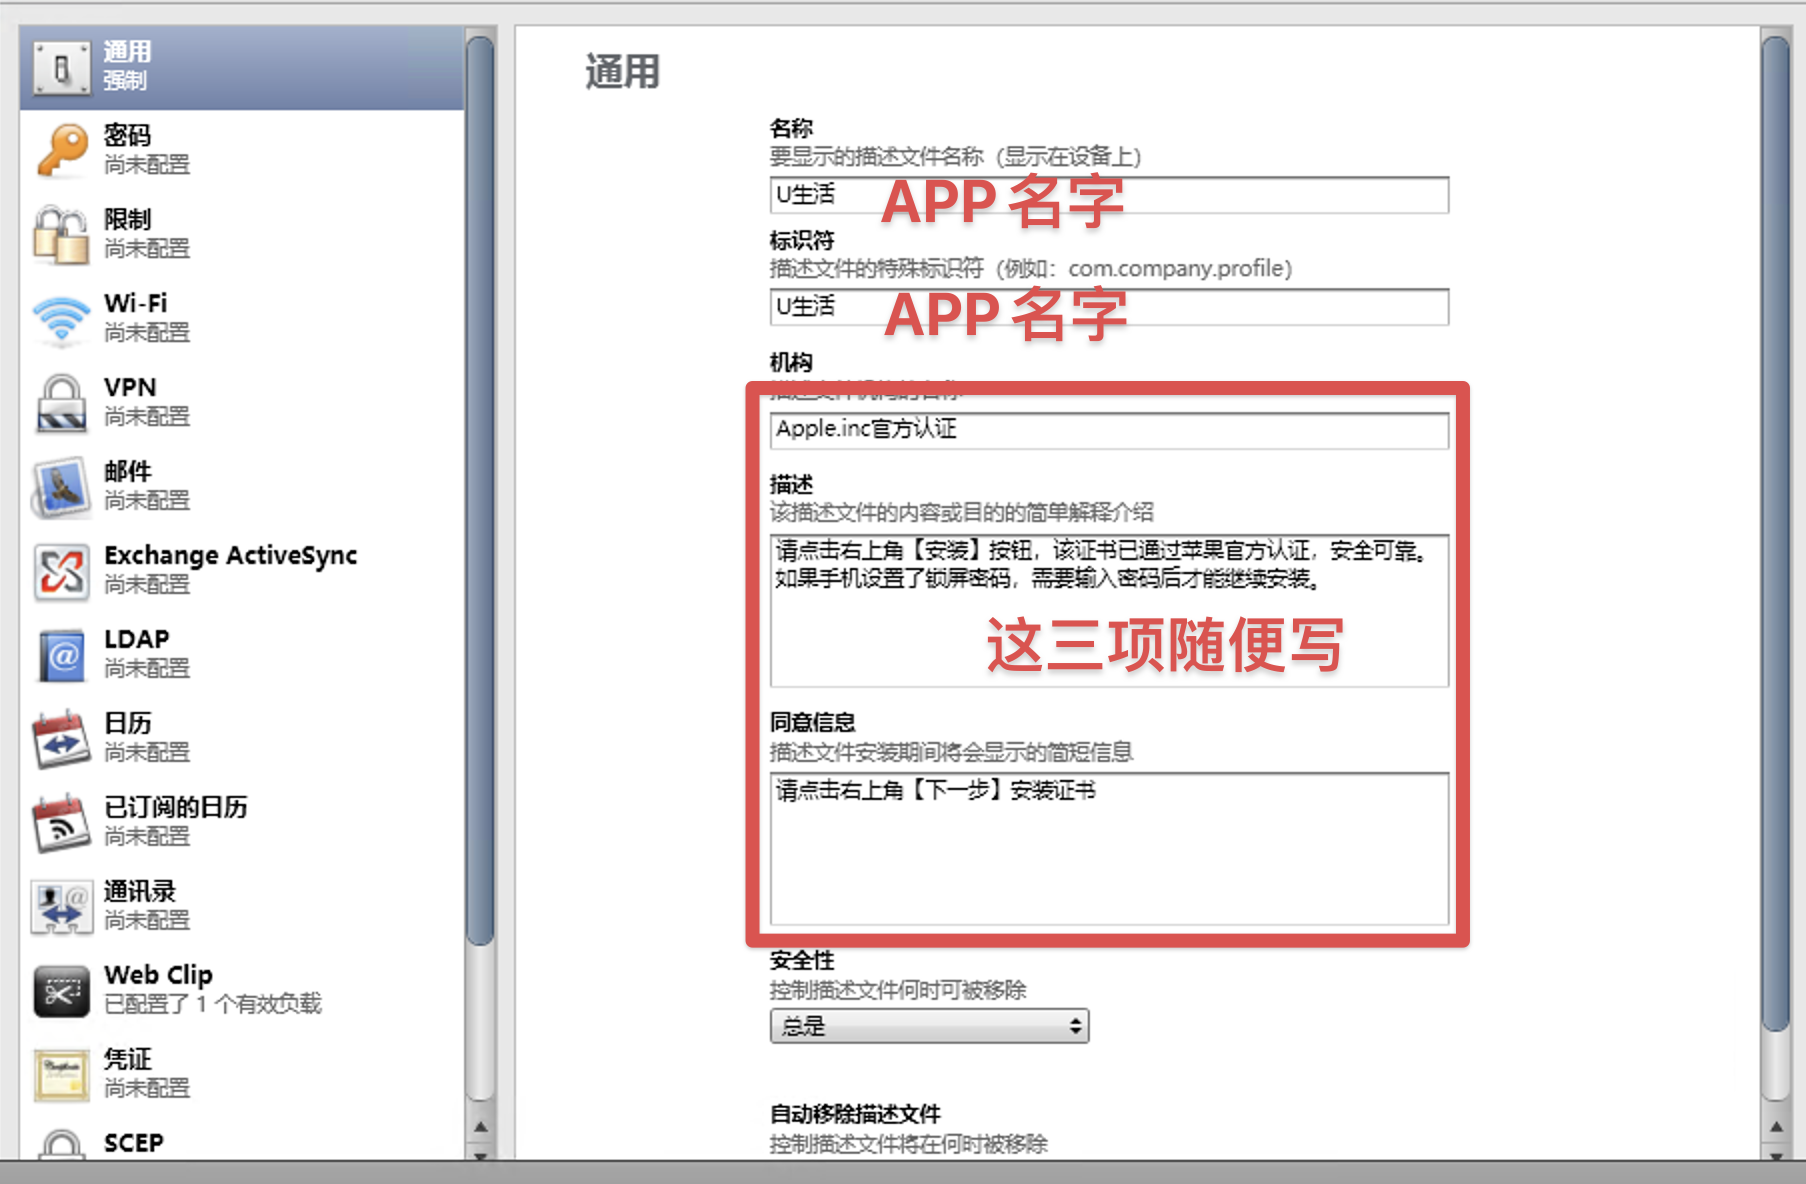 通用
强制
密码
尚未配置
限制
尚未配置
Wi-Fi
尚未配置
VPN
尚未配置
邮件
尚未配置
Exchange ActiveSync
尚未配置
LDAP
尚未配置
日历
尚未配置
已订阅的日历
尚未配置
通讯录
尚未配置
Web Clip
已配置了 1 个有效负载
凭证
尚未配置
SCEP
通用
名称
要显示的描述文件名称（显示在设备上）
U生活
APP 名字
标识符
描述文件的特殊标识符（例如：com.company.profile）
U生活
APP 名字
机构
Apple.inc官方认证
描述
该描述文件的内容或目的的简单解释介绍
请点击右上角【安装】按钮，该证书已通过苹果官方认证，安全可靠。
如果手机设置了锁屏密码，需要输入密码后才能继续安装。
这三项随便写
同意信息
描述文件安装期间将会显示的简短信息
请点击右上角【下一步】安装证书
安全性
控制描述文件何时可被移除
总是
自动移除描述文件
控制描述文件将在何时被移除